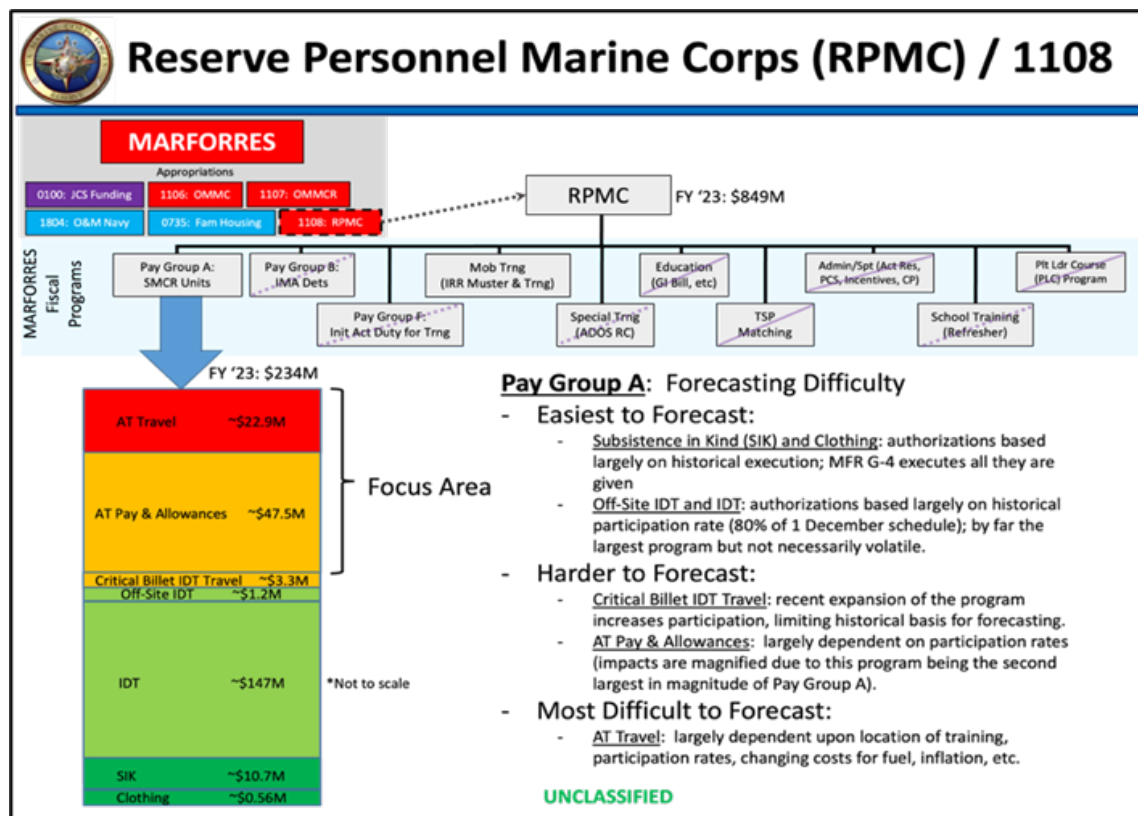 Reserve Personnel Marine Corps (RPMC) / 1108
MARFORRES
Appropriations
0100: JCS Funding
1106: OMMC
1107: OMMCR
1804: O&M Navy
0735: Fam Housing
1108: RPMC
RPMC
FY '23: $849M
MARFORRES
Fiscal
Programs
Pay Group A:
SMCR Units
Pay Group B:
IMA Dets
Mob Trng
(IRR Muster & Trng)
Education
(GI Bill, etc)
Admin/Spt (Act Res,
PCS, Incentives, CP)
Plt Ldr Course
(PLC) Program
Pay Group F:
Init Act Duty for Trng
Special Trng
(ADOS RC)
TSP
Matching
School Training
(Refresher)
FY '23: $234M
AT Travel ~$22.9M
AT Pay & Allowances ~$47.5M
Critical Billet IDT Travel ~$3.3M
Off-Site IDT ~$1.2M
IDT ~$147M
SIK ~$10.7M
Clothing ~$0.56M
Focus Area
*Not to scale
Pay Group A: Forecasting Difficulty
- Easiest to Forecast:
- Subsistence in Kind (SIK) and Clothing: authorizations based
largely on historical execution; MFR G-4 executes all they are
given
- Off-Site IDT and IDT: authorizations based largely on historical
participation rate (80% of 1 December schedule); by far the
largest program but not necessarily volatile.
- Harder to Forecast:
- Critical Billet IDT Travel: recent expansion of the program
increases participation, limiting historical basis for forecasting.
- AT Pay & Allowances: largely dependent on participation rates
(impacts are magnified due to this program being the second
largest in magnitude of Pay Group A).
- Most Difficult to Forecast:
- AT Travel: largely dependent upon location of training,
participation rates, changing costs for fuel, inflation, etc.
UNCLASSIFIED